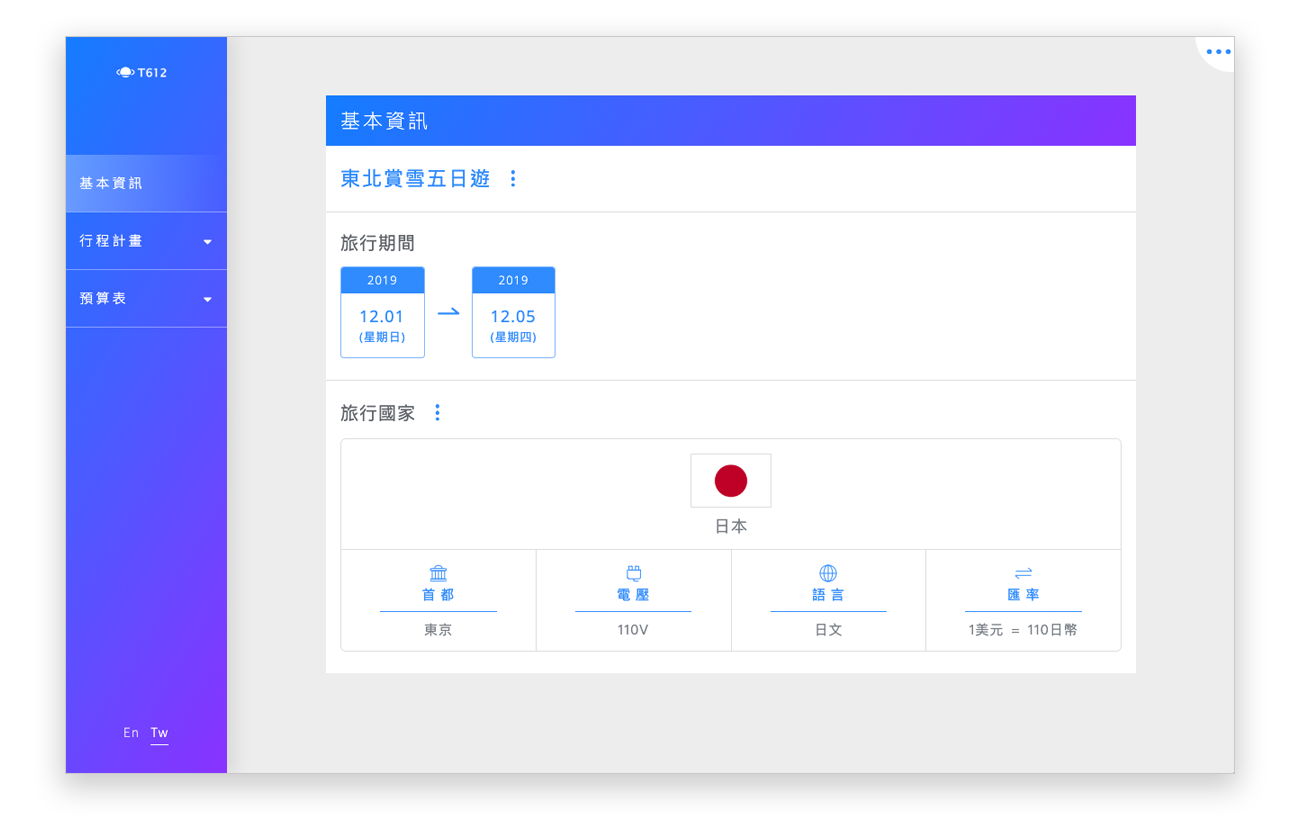 T612
基本資訊
行程計畫
預算表
En Tw
基本資訊
東北賞雪五日遊
旅行期間
2019
12.01
(星期日)
2019
12.05
(星期四)
旅行國家
日本
首都
東京
電壓
110V
語言
日文
匯率
1美元 = 110日幣